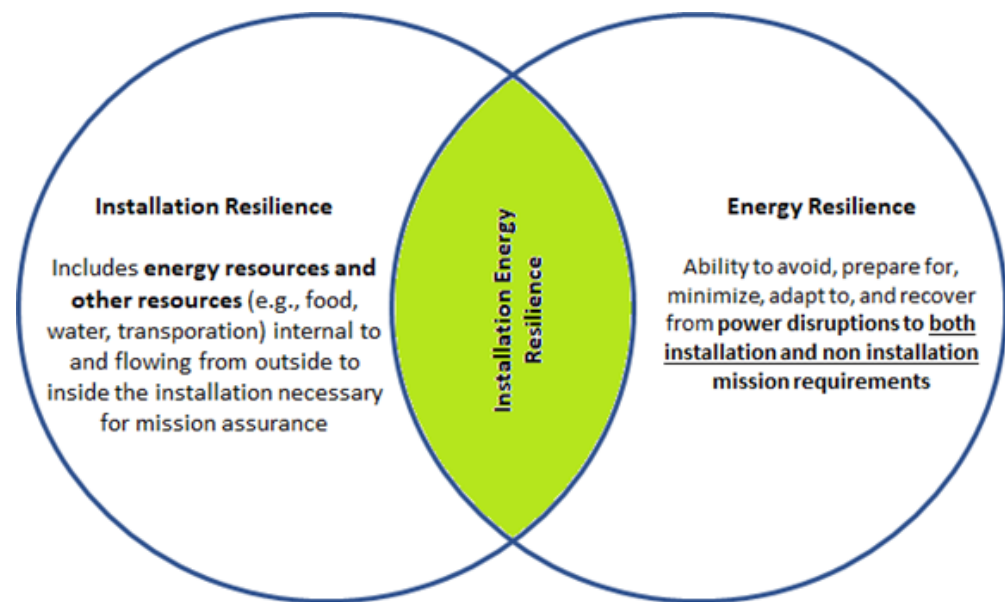 Installation Resilience
Includes energy resources and
other resources (e.g., food,
water, transporation) internal to
and flowing from outside to
inside the installation necessary
for mission assurance
Installation Energy
Resilience
Energy Resilience
Ability to avoid, prepare for,
minimize, adapt to, and recover
from power disruptions to both
installation and non installation
mission requirements